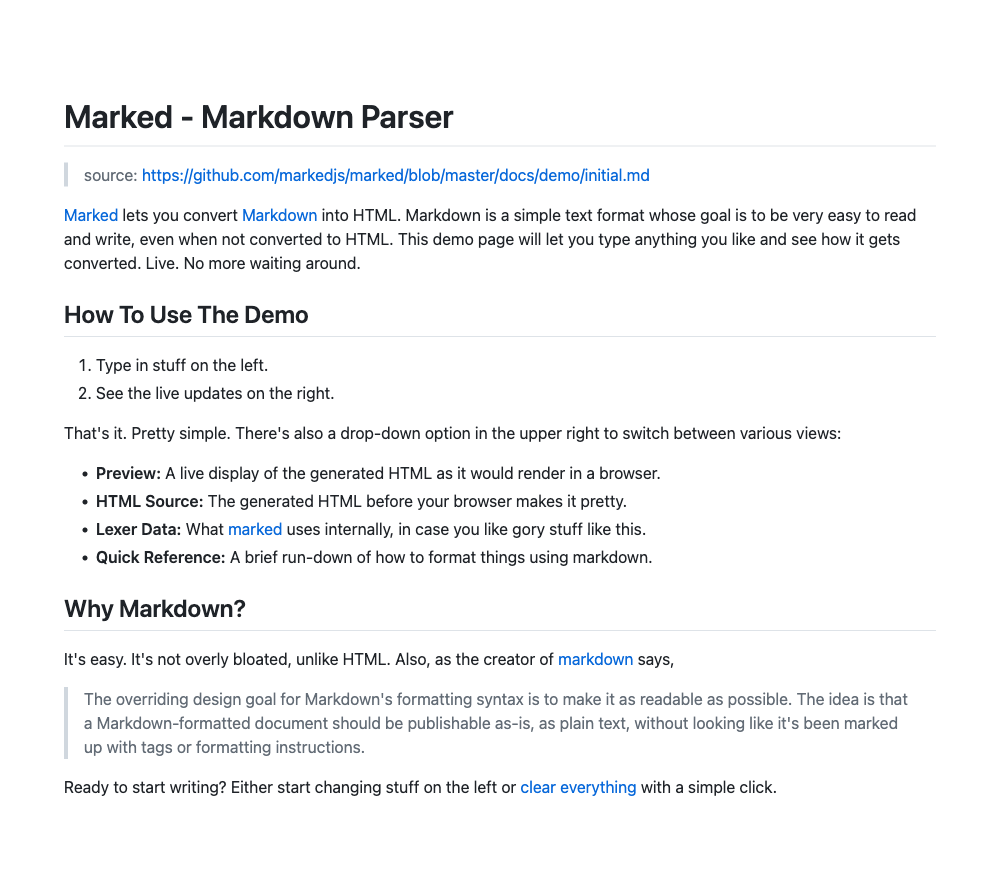 Marked - Markdown Parser
source: https://github.com/markedjs/marked/blob/master/docs/demo/initial.md
Marked lets you convert Markdown into HTML. Markdown is a simple text format whose goal is to be very easy to read
and write, even when not converted to HTML. This demo page will let you type anything you like and see how it gets
converted. Live. No more waiting around.
How To Use The Demo
1. Type in stuff on the left.
2. See the live updates on the right.
That's it. Pretty simple. There's also a drop-down option in the upper right to switch between various views:
• Preview: A live display of the generated HTML as it would render in a browser.
• HTML Source: The generated HTML before your browser makes it pretty.
• Lexer Data: What marked uses internally, in case you like gory stuff like this.
• Quick Reference: A brief run-down of how to format things using markdown.
Why Markdown?
It's easy. It's not overly bloated, unlike HTML. Also, as the creator of markdown says,
The overriding design goal for Markdown's formatting syntax is to make it as readable as possible. The idea is that
a Markdown-formatted document should be publishable as-is, as plain text, without looking like it's been marked
up with tags or formatting instructions.
Ready to start writing? Either start changing stuff on the left or clear everything with a simple click.